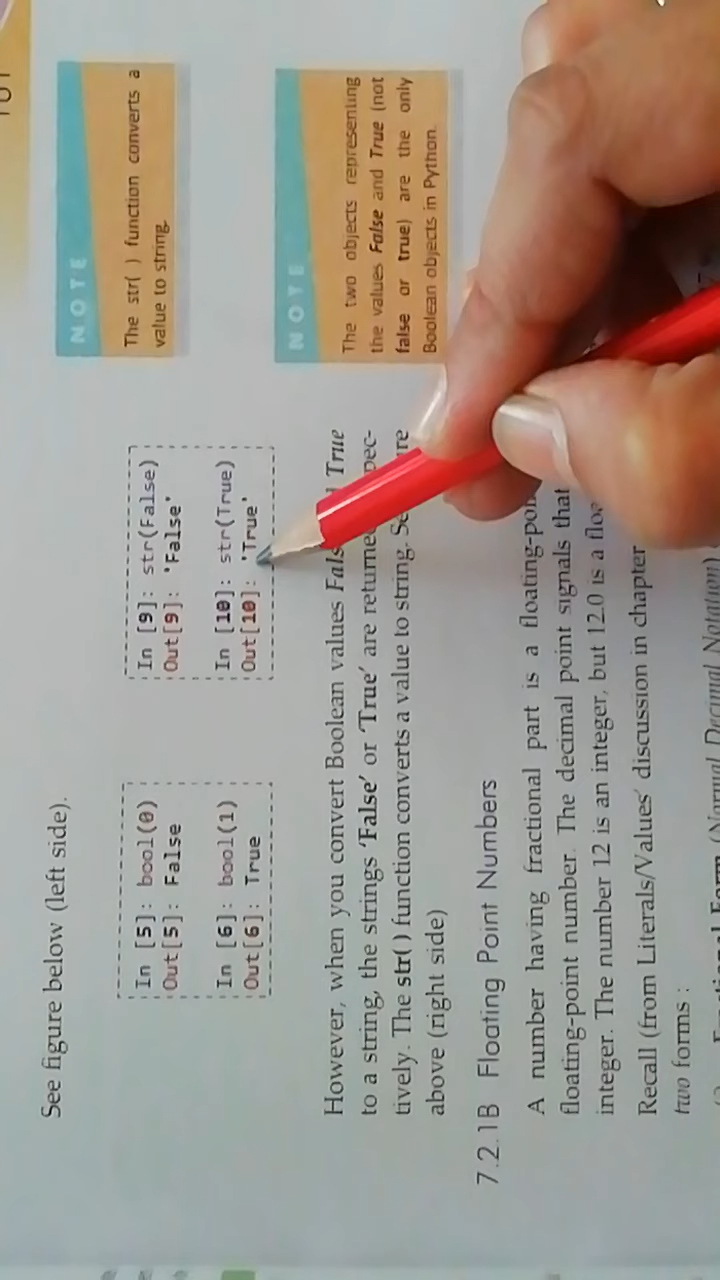 See figure below (left side).
In [5]: bool(0)
Out[5]: False
In [6]: bool(1)
Out[6]: True
In [9]: str(False)
Out[9]: 'False'
In [10]: str(True)
Out[10]: 'True'
NOTE
The str( ) function converts a
value to string.
However, when you convert Boolean values True
to a string, the strings 'False' or 'True' are returned
tively. The str() function converts a value to string.
above (right side)
NOTE
The two objects representing
the values False and True (not
false or true) are the only
Boolean objects in Python.
7.2.1B Floating Point Numbers
A number having fractional part is a
floating-point number. The decimal point signals that
integer. The number 12 is an integer, but 12.0 is a
Recall (from Literals/Values' discussion in chapter
two forms :
(Normal Decimal Notation)